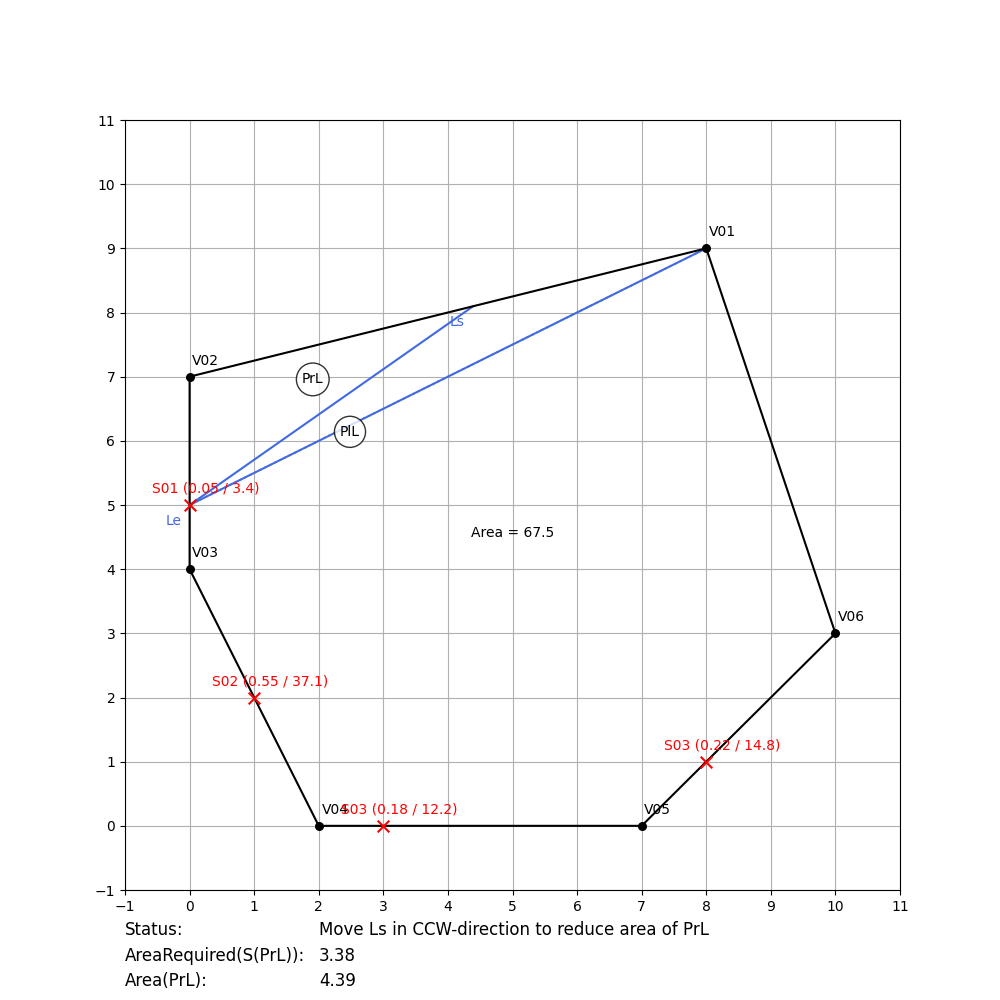 11
10
9
8
7
6
5
4
3
2
1
0
−1
V01
Ls
V02
PrL
PlL
S01 (0.05 / 3.4)
Le
Area = 67.5
V03
V06
S02 (0.55 / 37.1)
S03 (0.22 / 14.8)
V04
S03 (0.18 / 12.2)
V05
−1 0 1 2 3 4 5 6 7 8 9 10 11
Status: Move Ls in CCW-direction to reduce area of PrL
AreaRequired(S(PrL)): 3.38
Area(PrL): 4.39